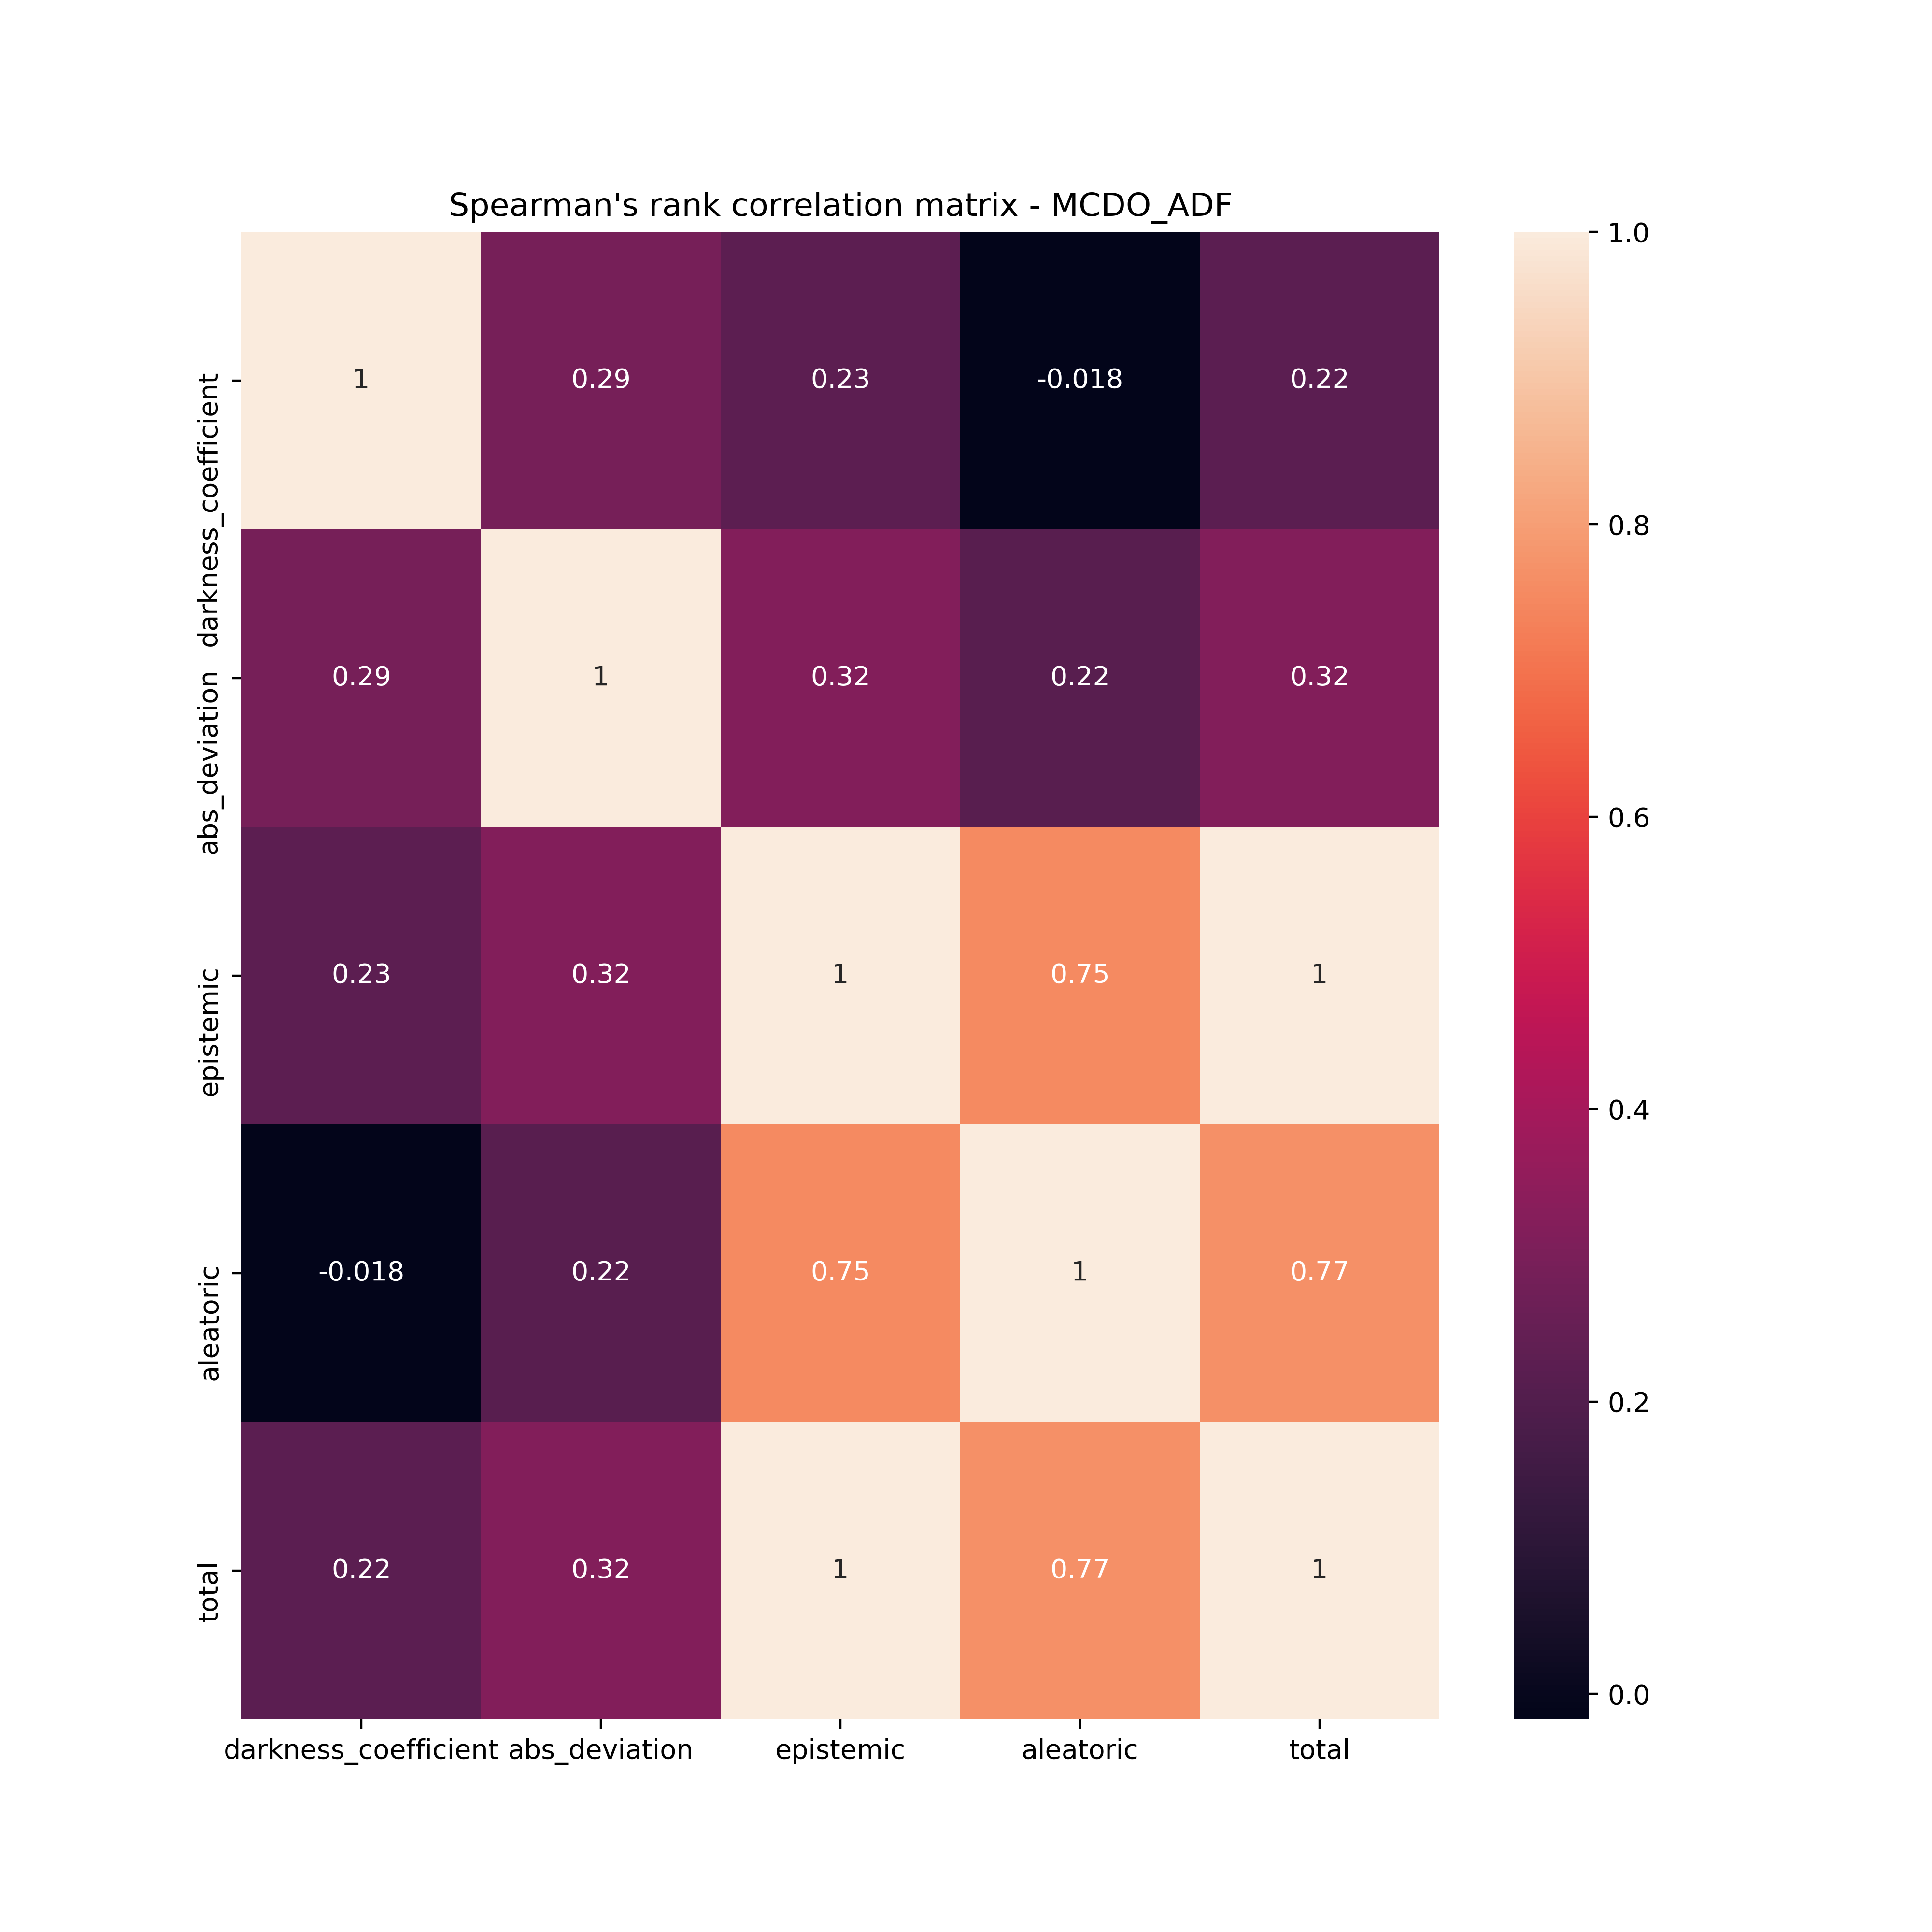 Spearman's rank correlation matrix - MCDO_ADF
darkness_coefficient
1 0.29 0.23 -0.018 0.22
abs_deviation
0.29 1 0.32 0.22 0.32
epistemic
0.23 0.32 1 0.75 1
aleatoric
-0.018 0.22 0.75 1 0.77
total
0.22 0.32 1 0.77 1
darkness_coefficient abs_deviation epistemic aleatoric total
1.0
0.8
0.6
0.4
0.2
0.0